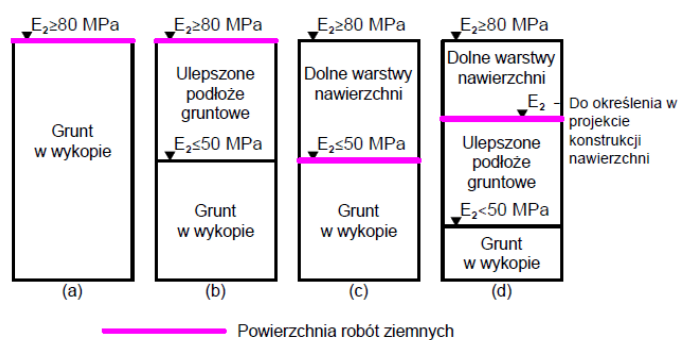 E₂≥80 MPa
Grunt
w wykopie
(a)
E₂≥80 MPa
Ulepszone
podłoże
gruntowe
E₂≤50 MPa
Grunt
w wykopie
(b)
E₂≥80 MPa
Dolne warstwy
nawierzchni
E₂≤50 MPa
Grunt
w wykopie
(c)
E₂≥80 MPa
Dolne warstwy
nawierzchni
E₂ – Do określenia w
projekcie
konstrukcji
nawierzchni
Ulepszone
podłoże
gruntowe
E₂<50 MPa
Grunt
w wykopie
(d)
Powierzchnia robót ziemnych